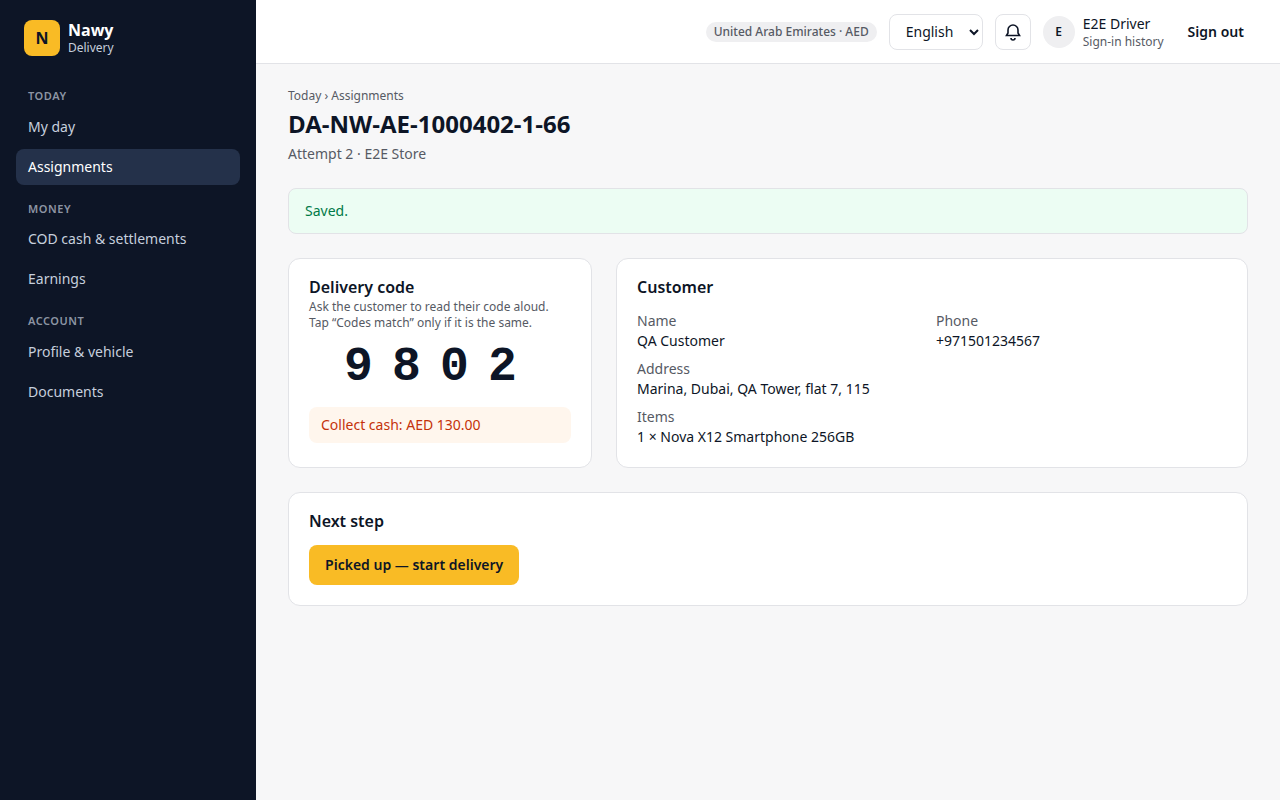 N
Nawy
Delivery
TODAY
My day
Assignments
MONEY
COD cash & settlements
Earnings
ACCOUNT
Profile & vehicle
Documents
United Arab Emirates · AED
English
E
E2E Driver
Sign-in history
Sign out
Today › Assignments
DA-NW-AE-1000402-1-66
Attempt 2 · E2E Store
Saved.
Delivery code
Ask the customer to read their code aloud.
Tap “Codes match” only if it is the same.
9802
Collect cash: AED 130.00
Customer
Name
QA Customer
Phone
+971501234567
Address
Marina, Dubai, QA Tower, flat 7, 115
Items
1 × Nova X12 Smartphone 256GB
Next step
Picked up — start delivery